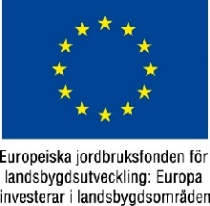 Europeiska jordbruksfonden för
landsbygdsutveckling: Europa
investerar i landsbygdsområden